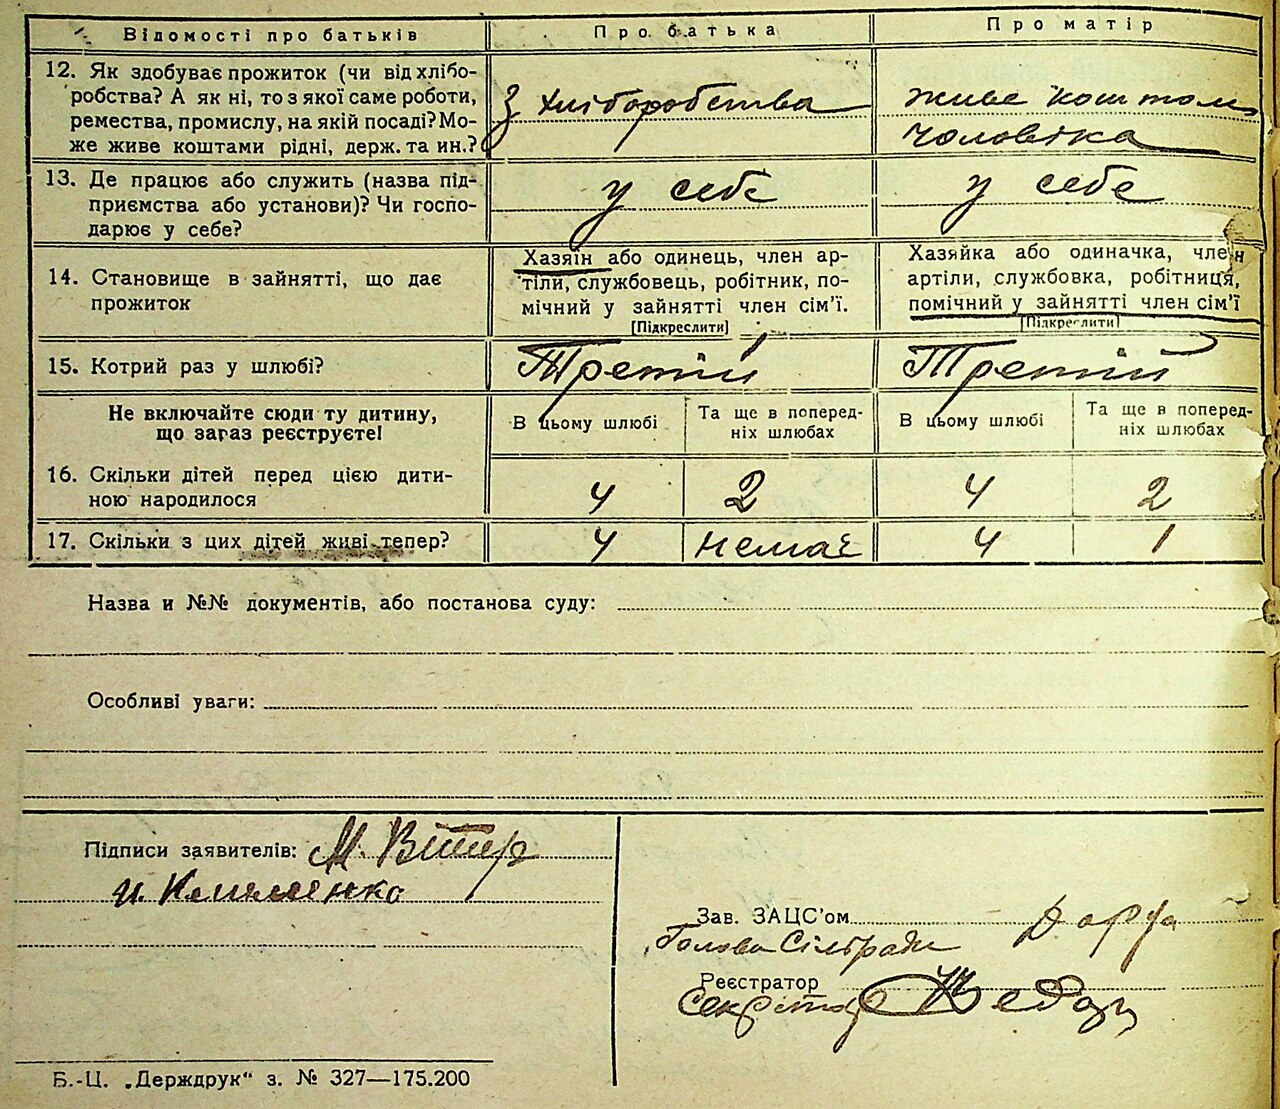 Відомості про батьків
Про батька
Про матір
12. Як здобуває прожиток (чи від хлібо-
робства? А як ні, то з якої саме роботи,
ремества, промислу, на якій посаді? Мо-
же живе коштами рідні, держ. та ин.?
З хліборобства
живе коштом
чоловіка
13. Де працює або служить (назва під-
приємства або установи)? Чи госпо-
дарює у себе?
у себе
у себе
14. Становище в зайнятті, що дає
прожиток
Хазяїн або одинець, член ар-
тіли, службовець, робітник, по-
мічний у зайнятті член сім'ї.
[Підкреслити]
Хазяйка або одиначка, член
артіли, службовка, робітниця,
помічний у зайнятті член сім'ї
[Підкреслити]
15. Котрий раз у шлюбі?
Третій
Третій
Не включайте сюди ту дитину,
що зараз реєструєте!
В цьому шлюбі
Та ще в поперед-
ніх шлюбах
В цьому шлюбі
Та ще в поперед-
ніх шлюбах
16. Скільки дітей перед цією дити-
ною народилося
4
2
4
2
17. Скільки з цих дітей живі тепер?
4
немає
4
1
Назва и №№ документів, або постанова суду:
Особливі уваги:
Підписи заявителів: М. Вітер
и. Клименко
Зав. ЗАЦС'ом
Голова Сільради
Реєстратор
Секрітар
Б.-Ц. „Держдрук" з. № 327—175.200